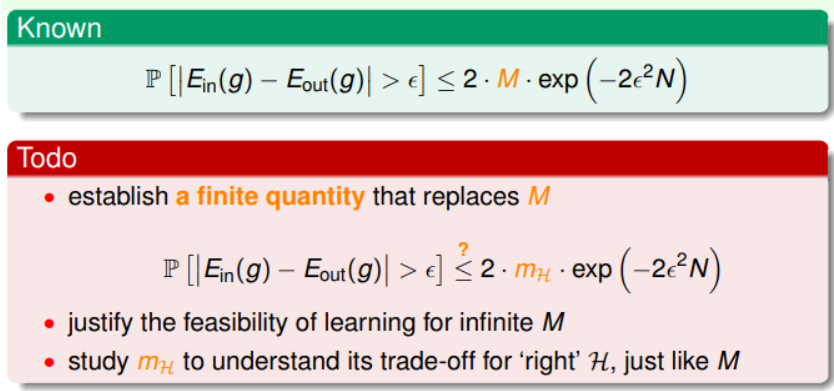 Known
ℙ [|E_in(g) − E_out(g)| > ϵ] ≤ 2 · M · exp (−2ϵ²N)
Todo
• establish a finite quantity that replaces M
ℙ [|E_in(g) − E_out(g)| > ϵ] ≤? 2 · m_ℋ · exp (−2ϵ²N)
• justify the feasibility of learning for infinite M
• study m_ℋ to understand its trade-off for ‘right’ ℋ, just like M